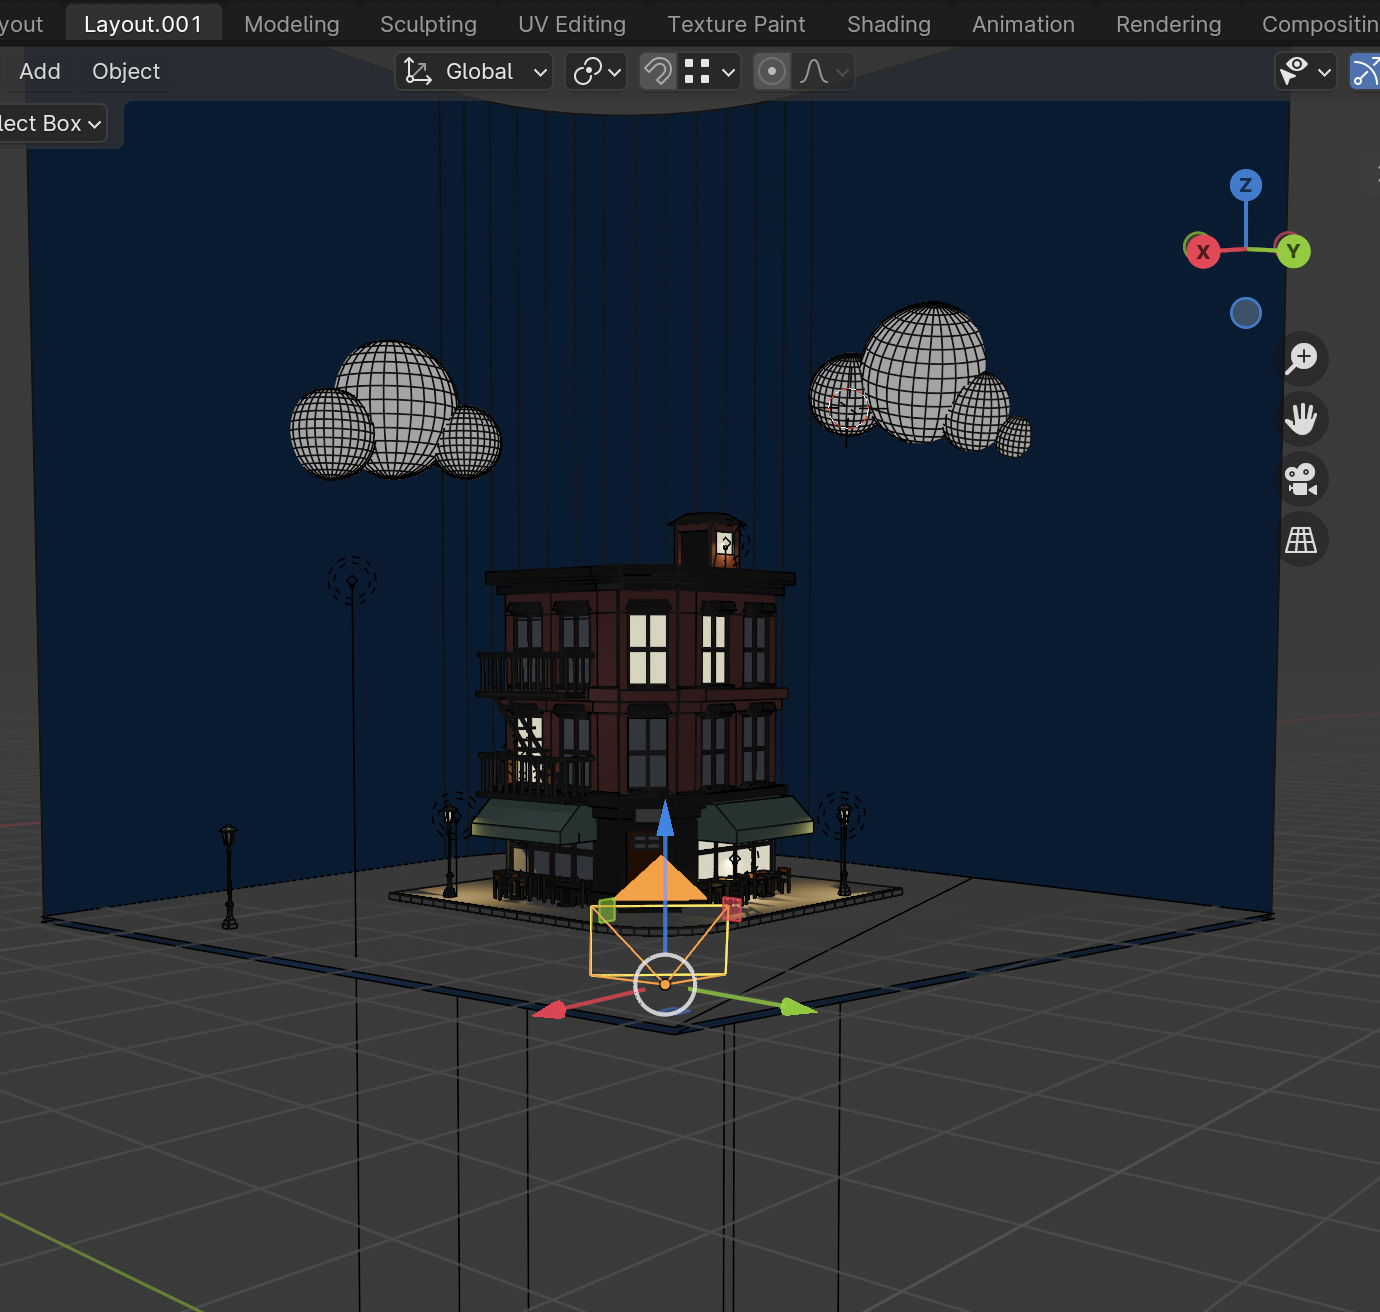 yout Layout.001 Modeling Sculpting UV Editing Texture Paint Shading Animation Rendering Compositin
Add Object Global
lect Box
Z
X Y